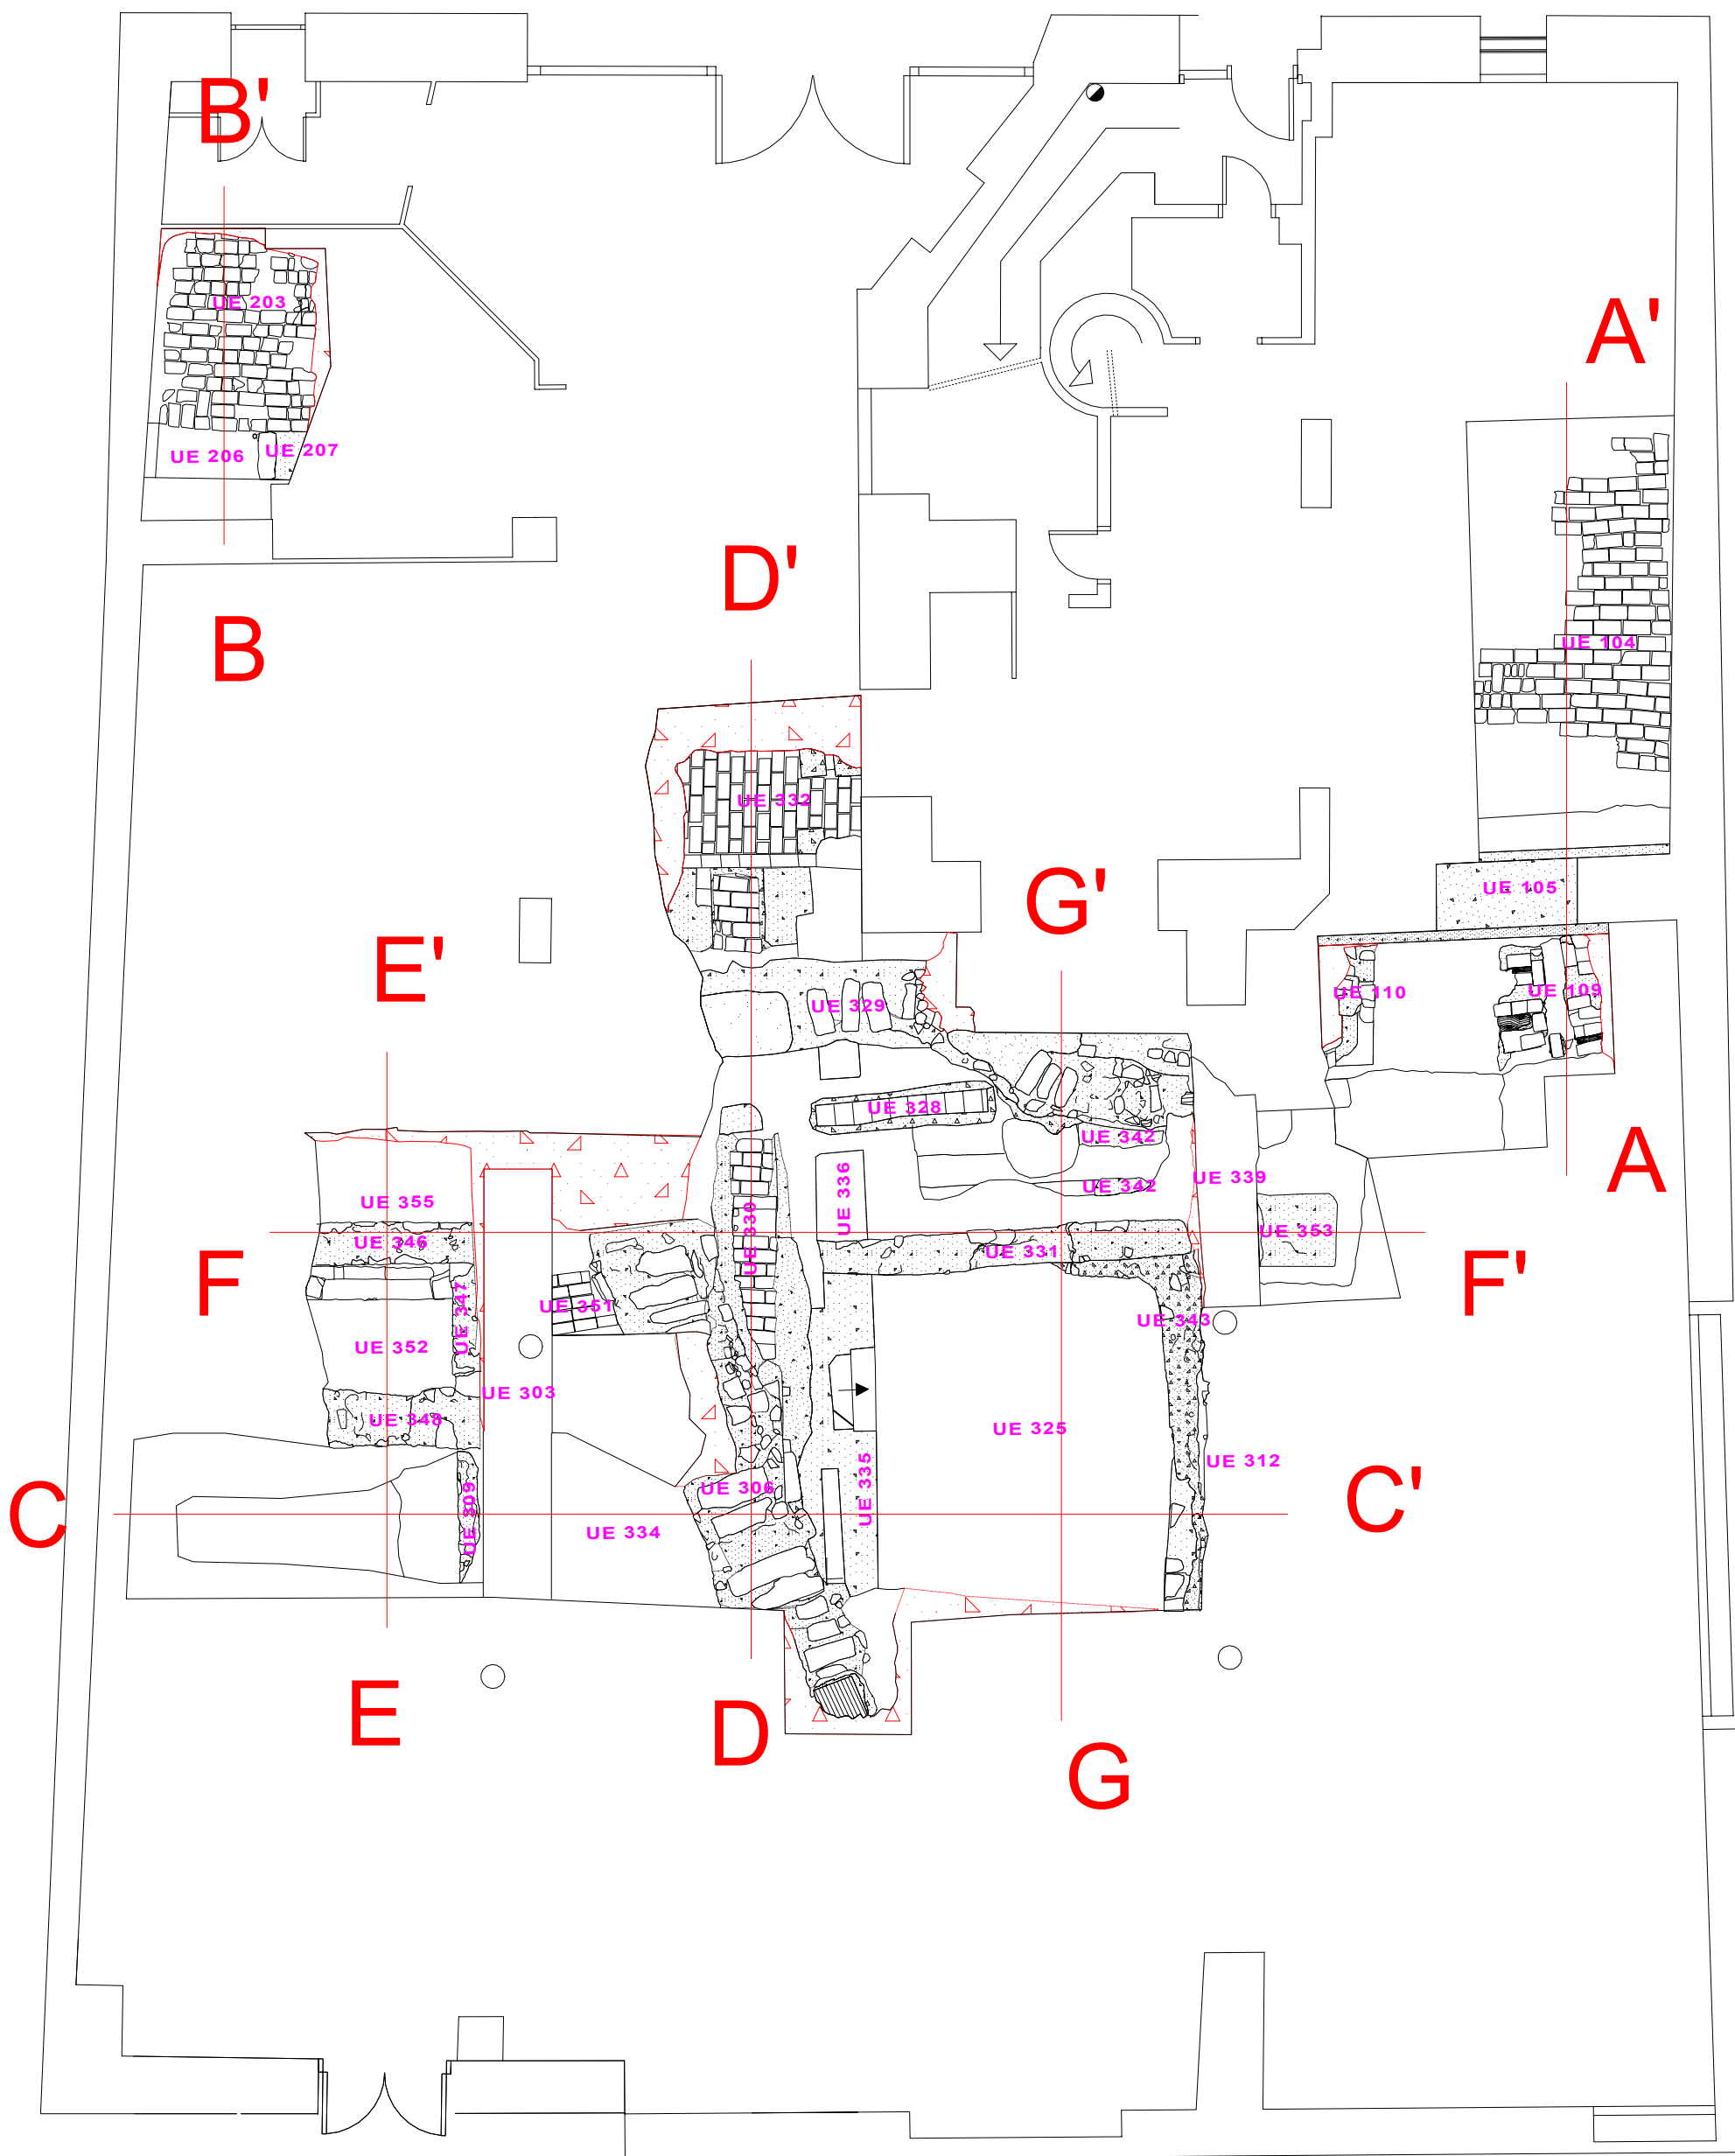 B'
UE 203
A'
UE 206
UE 207
D'
B
UE 104
UE 332
G'
UE 105
E'
UE 110
UE 109
UE 329
UE 328
UE 342
A
UE 336
UE 339
UE 342
UE 355
UE 330
UE 353
UE 346
UE 331
F
F'
UE 347
UE 351
UE 343
UE 352
UE 303
UE 348
UE 325
UE 312
C
UE 309
UE 306
UE 335
C'
UE 334
E
D
G